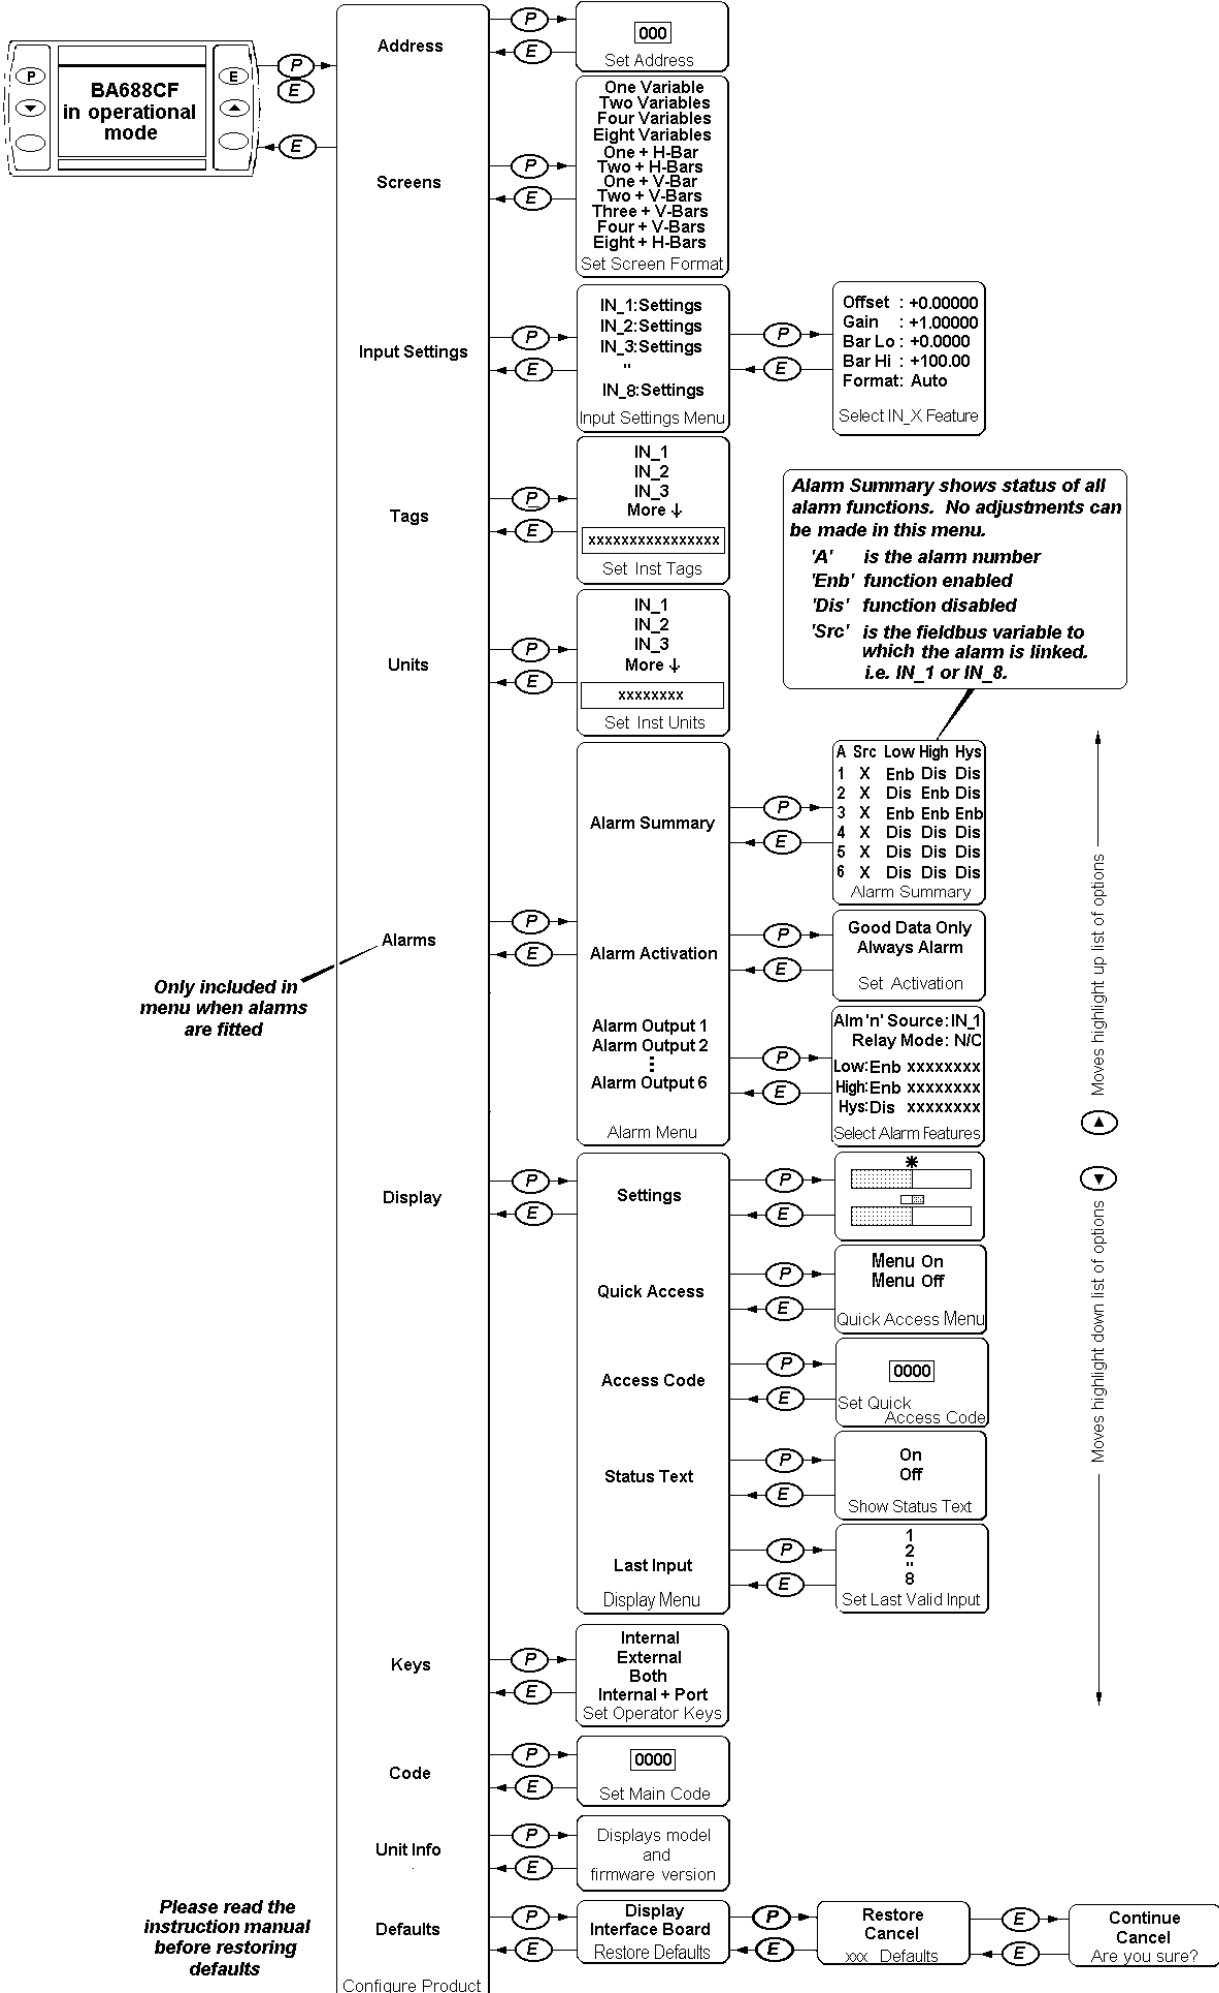 P
E
BA688CF
in operational
mode
P
E
E
Address
P
E
000
Set Address
Screens
P
E
One Variable
Two Variables
Four Variables
Eight Variables
One + H-Bar
Two + H-Bars
One + V-Bar
Two + V-Bars
Three + V-Bars
Four + V-Bars
Eight + H-Bars
Set Screen Format
Input Settings
P
E
IN_1:Settings
IN_2:Settings
IN_3:Settings
"
IN_8:Settings
Input Settings Menu
P
E
Offset : +0.00000
Gain : +1.00000
Bar Lo : +0.0000
Bar Hi : +100.00
Format: Auto
Select IN_X Feature
Tags
P
E
IN_1
IN_2
IN_3
More ↓
xxxxxxxxxxxxxxxx
Set Inst Tags
Alarm Summary shows status of all
alarm functions. No adjustments can
be made in this menu.
'A' is the alarm number
'Enb' function enabled
'Dis' function disabled
'Src' is the fieldbus variable to
which the alarm is linked.
i.e. IN_1 or IN_8.
Units
P
E
IN_1
IN_2
IN_3
More ↓
xxxxxxxx
Set Inst Units
Only included in
menu when alarms
are fitted
Alarms
P
E
Alarm Summary
P
E
A Src Low High Hys
1 X Enb Dis Dis
2 X Dis Enb Dis
3 X Enb Enb Enb
4 X Dis Dis Dis
5 X Dis Dis Dis
6 X Dis Dis Dis
Alarm Summary
Alarm Activation
P
E
Good Data Only
Always Alarm
Set Activation
Alarm Output 1
Alarm Output 2
⋮
Alarm Output 6
Alarm Menu
P
E
Alm 'n' Source: IN_1
Relay Mode: N/C
Low: Enb xxxxxxxx
High: Enb xxxxxxxx
Hys: Dis xxxxxxxx
Select Alarm Features
Moves highlight up list of options
Moves highlight down list of options
Display
P
E
Settings
P
E
Quick Access
P
E
Menu On
Menu Off
Quick Access Menu
Access Code
P
E
0000
Set Quick
Access Code
Status Text
P
E
On
Off
Show Status Text
Last Input
Display Menu
P
E
1
2
"
8
Set Last Valid Input
Keys
P
E
Internal
External
Both
Internal + Port
Set Operator Keys
Code
P
E
0000
Set Main Code
Unit Info
P
E
Displays model
and
firmware version
Please read the
instruction manual
before restoring
defaults
Defaults
P
E
Display
Interface Board
Restore Defaults
P
E
Restore
Cancel
xxx Defaults
E
E
Continue
Cancel
Are you sure?
Configure Product